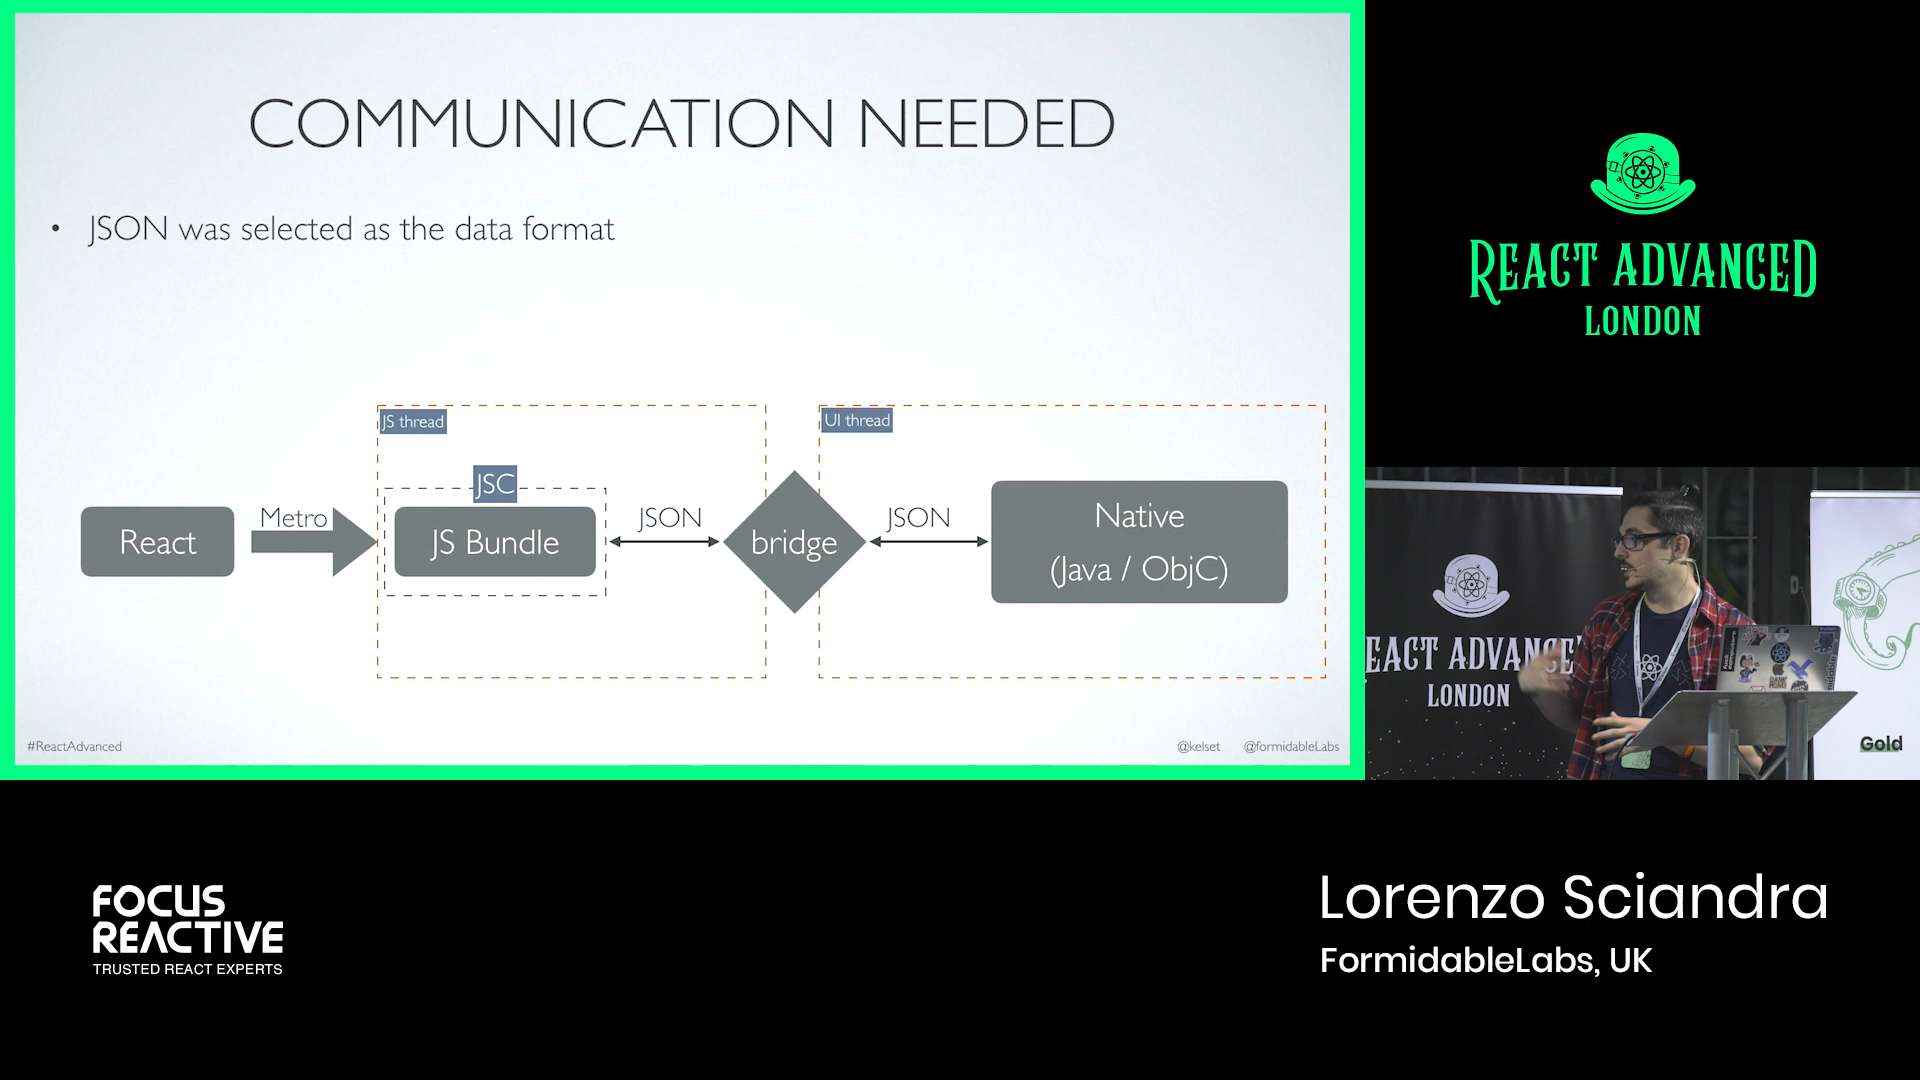 COMMUNICATION NEEDED
• JSON was selected as the data format
JS thread
UI thread
JSC
React
Metro
JS Bundle
JSON
bridge
JSON
Native
(Java / ObjC)
#ReactAdvanced
@kelset
@formidableLabs
REACT ADVANCED
LONDON
EACT ADVANCE
LONDON
Gold
FOCUS
REACTIVE
TRUSTED REACT EXPERTS
Lorenzo Sciandra
FormidableLabs, UK